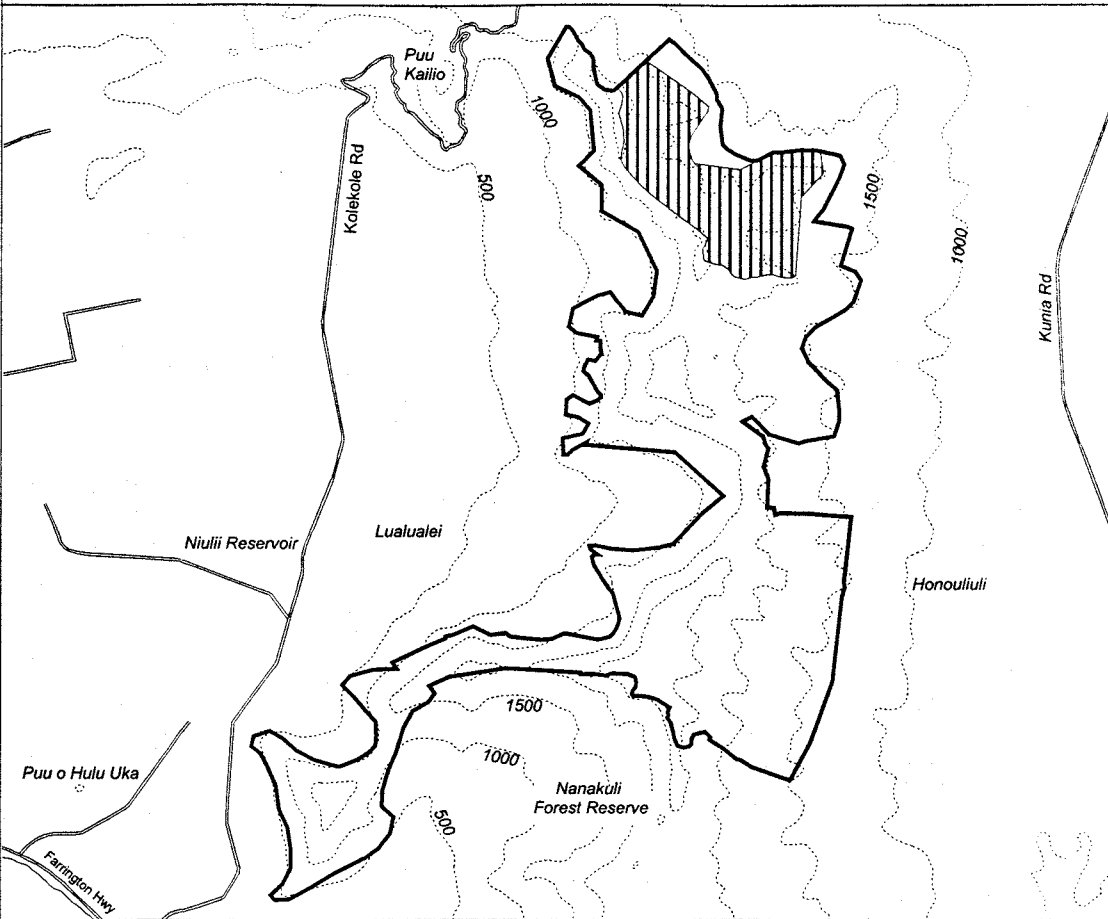 Puu
Kailio
1000
Kolekole Rd
500
1500
1000
Kunia Rd
Niulii Reservoir
Lualualei
Honouliuli
1500
1000
Puu o Hulu Uka
Nanakuli
Forest Reserve
500
Farrington Hwy